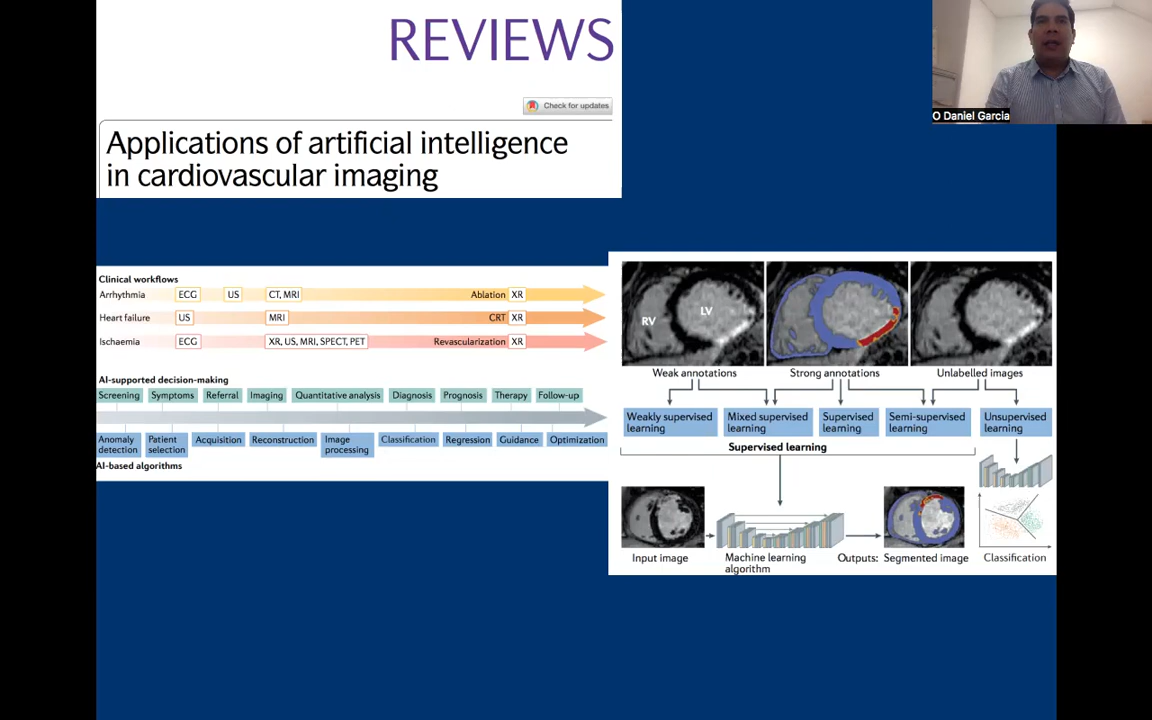 REVIEWS
Check for updates
Applications of artificial intelligence
in cardiovascular imaging
O Daniel Garcia
Clinical workflows
Arrhythmia ECG US CT, MRI Ablation XR
Heart failure US MRI CRT XR
Ischaemia ECG XR, US, MRI, SPECT, PET Revascularization XR
AI-supported decision-making
Screening Symptoms Referral Imaging Quantitative analysis Diagnosis Prognosis Therapy Follow-up
Anomaly detection Patient selection Acquisition Reconstruction Image processing Classification Regression Guidance Optimization
AI-based algorithms
RV LV
Weak annotations Strong annotations Unlabelled images
Weakly supervised learning Mixed supervised learning Supervised learning Semi-supervised learning Unsupervised learning
Supervised learning
Input image Machine learning algorithm Outputs: Segmented image Classification